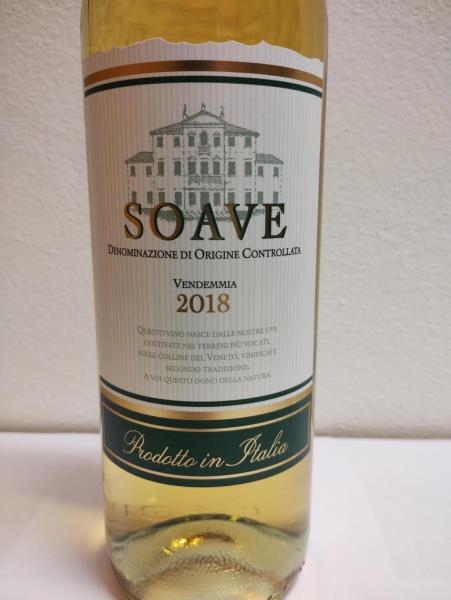 SOAVE
DENOMINAZIONE DI ORIGINE CONTROLLATA
VENDEMMIA
2018
QUESTO VINO NASCE DALLE NOSTRE UVE
COLTIVATE NEI TERRENI PIÙ VOCATI,
SULLE COLLINE DEL VENETO, VINIFICATE
SECONDO TRADIZIONE.
A VOI QUESTO DONO DELLA NATURA.
Prodotto in Italia